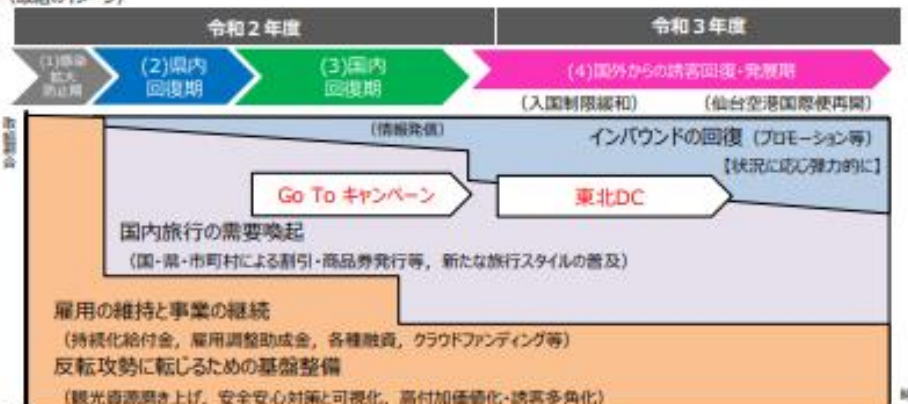 令和２年度
令和３年度
(1)感染
拡大
防止期
(2)県内
回復期
(3)国内
回復期
(4)国外からの誘客回復・発展期
(入国制限緩和)
(仙台空港国際便再開)
(情報発信)
インバウンドの回復（プロモーション等）
【状況に応じ弾力的に】
Go To キャンペーン
東北DC
国内旅行の需要喚起
（国・県・市町村による割引・商品券発行等，新たな旅行スタイルの普及）
雇用の維持と事業の継続
（持続化給付金，雇用調整助成金，各種融資，クラウドファンディング等）
反転攻勢に転じるための基盤整備
（観光資源磨き上げ，安全安心対策と可視化，高付加価値化・誘客多角化）